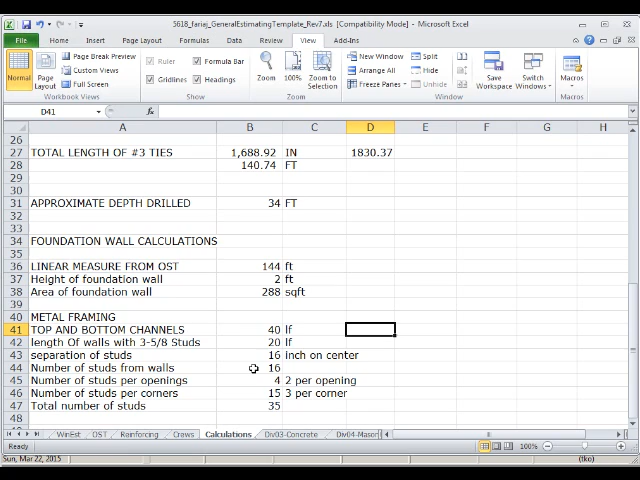 5618_fariaj_GeneralEstimatingTemplate_Rev7.xls [Compatibility Mode] - Microsoft Excel
File Home Insert Page Layout Formulas Data Review View Add-Ins
Normal Page Layout Page Break Preview Custom Views Full Screen
Workbook Views
Ruler Formula Bar Gridlines Headings
Show
Zoom 100% Zoom to Selection
Zoom
New Window Arrange All Freeze Panes Split Hide Unhide
Window
Save Workspace Switch Windows
Macros
Macros
D41 fx
A B C D E F G H
26
27 TOTAL LENGTH OF #3 TIES 1,688.92 IN 1830.37
28 140.74 FT
29
30
31 APPROXIMATE DEPTH DRILLED 34 FT
32
33
34 FOUNDATION WALL CALCULATIONS
35
36 LINEAR MEASURE FROM OST 144 ft
37 Height of foundation wall 2 ft
38 Area of foundation wall 288 sqft
39
40 METAL FRAMING
41 TOP AND BOTTOM CHANNELS 40 lf
42 length Of walls with 3-5/8 Studs 20 lf
43 separation of studs 16 inch on center
44 Number of studs from walls 16
45 Number of studs per openings 4 2 per opening
46 Number of studs per corners 15 3 per corner
47 Total number of studs 35
48
WinEst OST Reinforcing Crews Calculations Div03-Concrete Div04-Mason
Ready 100%
Sun, Mar 22, 2015 (tko)